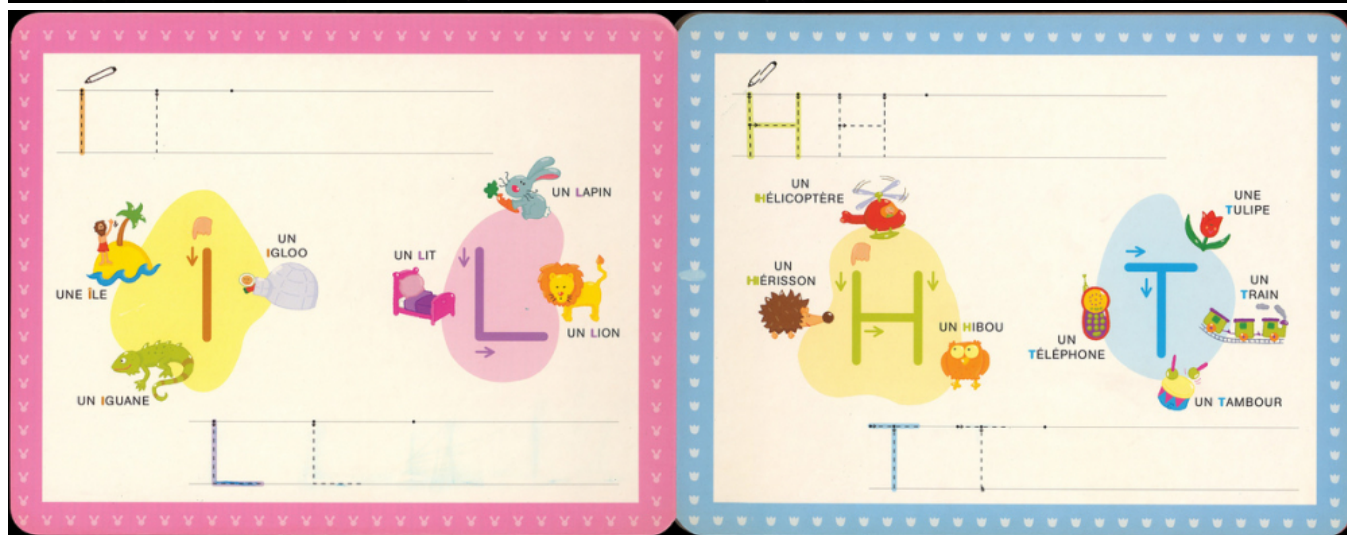 I
UN LAPIN
UN
IGLOO
UN LIT
UNE ÎLE
I
L
UN LION
UN IGUANE
L
H H
UN
HÉLICOPTÈRE
UNE
TULIPE
UN
HÉRISSON
H
T
UN
TRAIN
UN HIBOU
UN
TÉLÉPHONE
UN TAMBOUR
T T